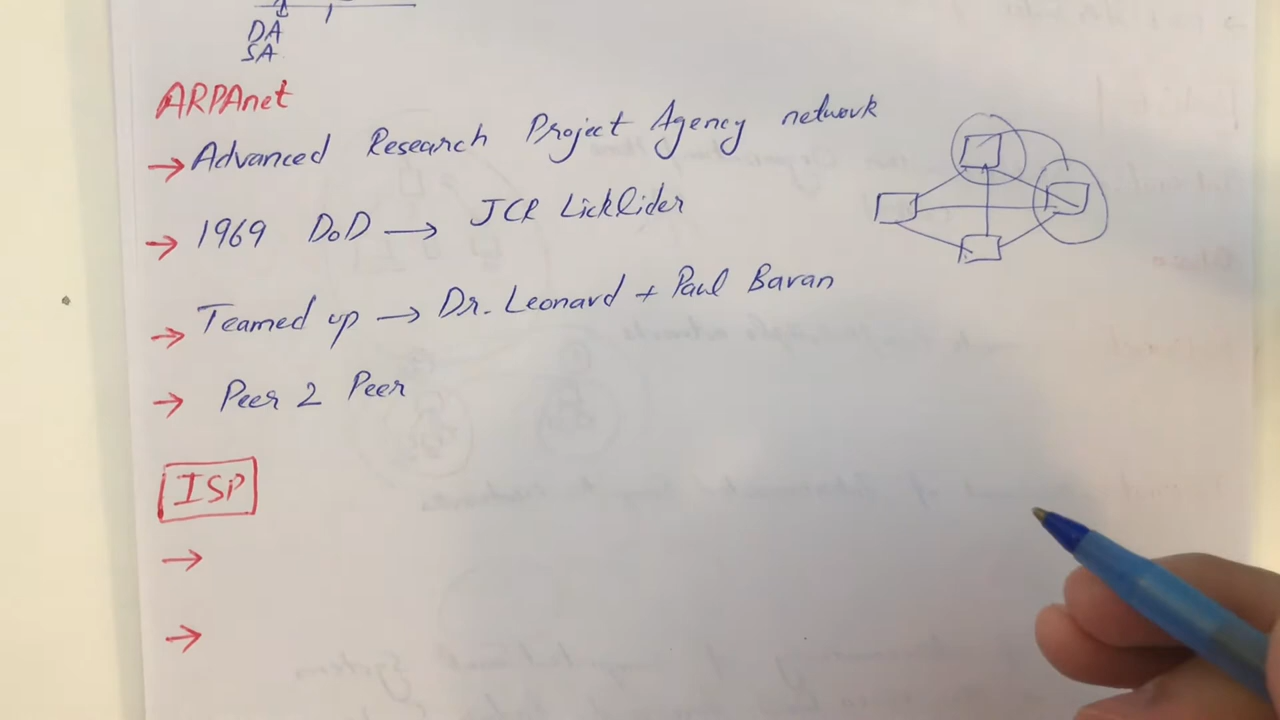 DA
SA
ARPAnet
→ Advanced Research Project Agency network
→ 1969 DoD → JCR Licklider
→ Teamed up → Dr. Leonard + Paul Baran
→ Peer 2 Peer
ISP
→
→